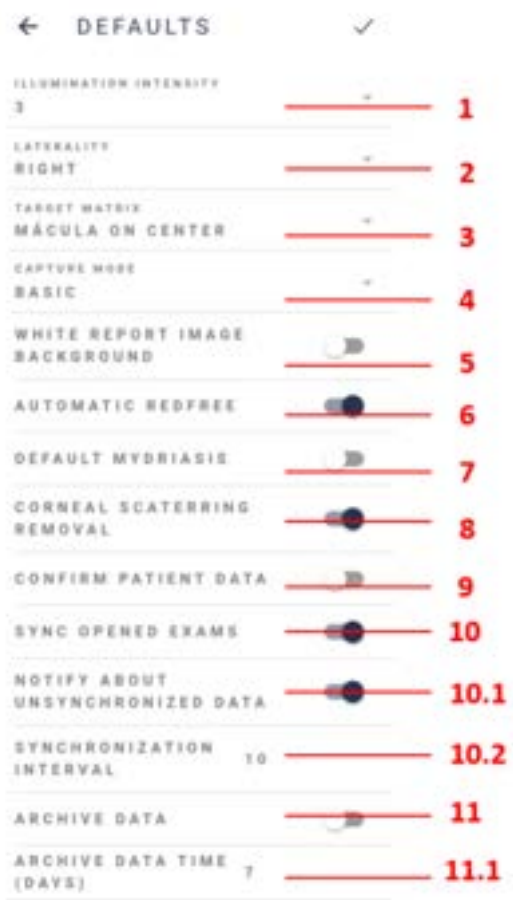 DEFAULTS
ILLUMINATION INTENSITY
3
1
LATERALITY
RIGHT
2
TARGET MATRIX
MÁCULA ON CENTER
3
CAPTURE MODE
BASIC
4
WHITE REPORT IMAGE
BACKGROUND
5
AUTOMATIC REDFREE
6
DEFAULT MYDRIASIS
7
CORNEAL SCATERRING
REMOVAL
8
CONFIRM PATIENT DATA
9
SYNC OPENED EXAMS
10
NOTIFY ABOUT
UNSYNCHRONIZED DATA
10.1
SYNCHRONIZATION
INTERVAL
10
10.2
ARCHIVE DATA
11
ARCHIVE DATA TIME
(DAYS)
7
11.1